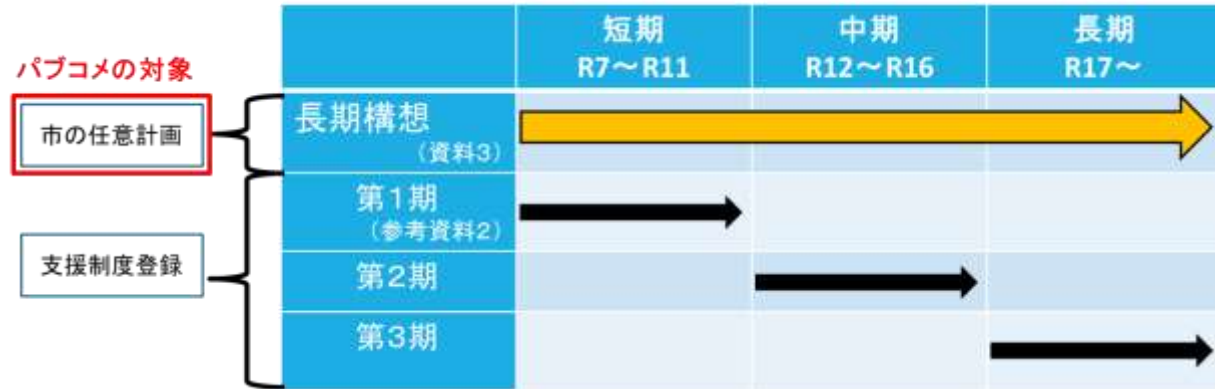 短期
R7～R11
中期
R12～R16
長期
R17～
パブコメの対象
市の任意計画
長期構想
（資料3）
第１期
（参考資料2）
支援制度登録
第２期
第３期